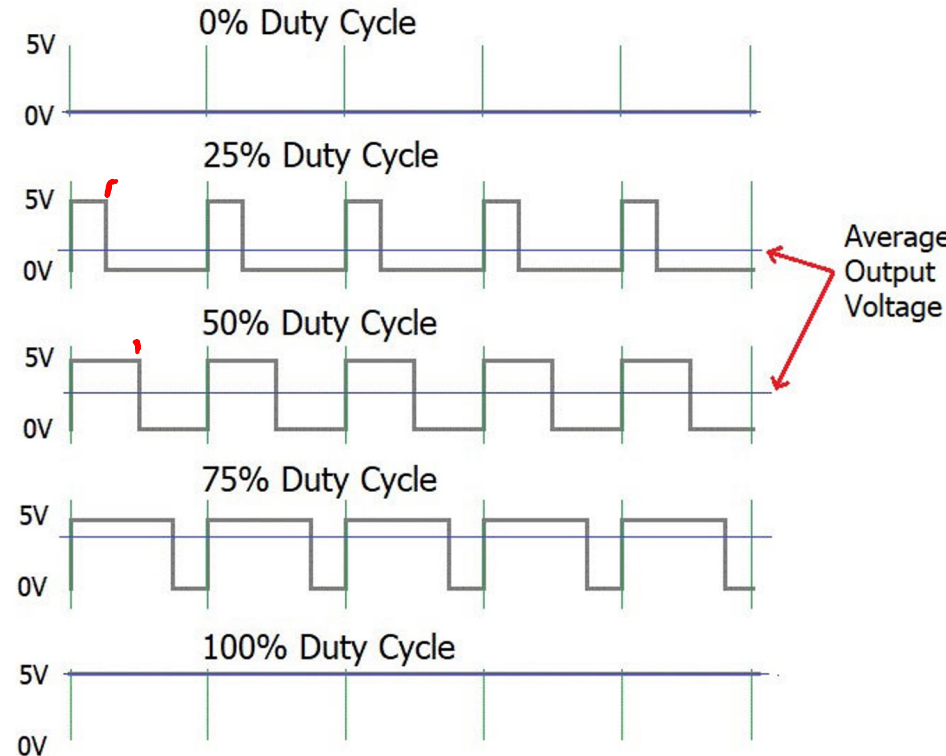 0% Duty Cycle
5V
0V
25% Duty Cycle
5V
0V
Average
Output
Voltage
50% Duty Cycle
5V
0V
75% Duty Cycle
5V
0V
100% Duty Cycle
5V
0V